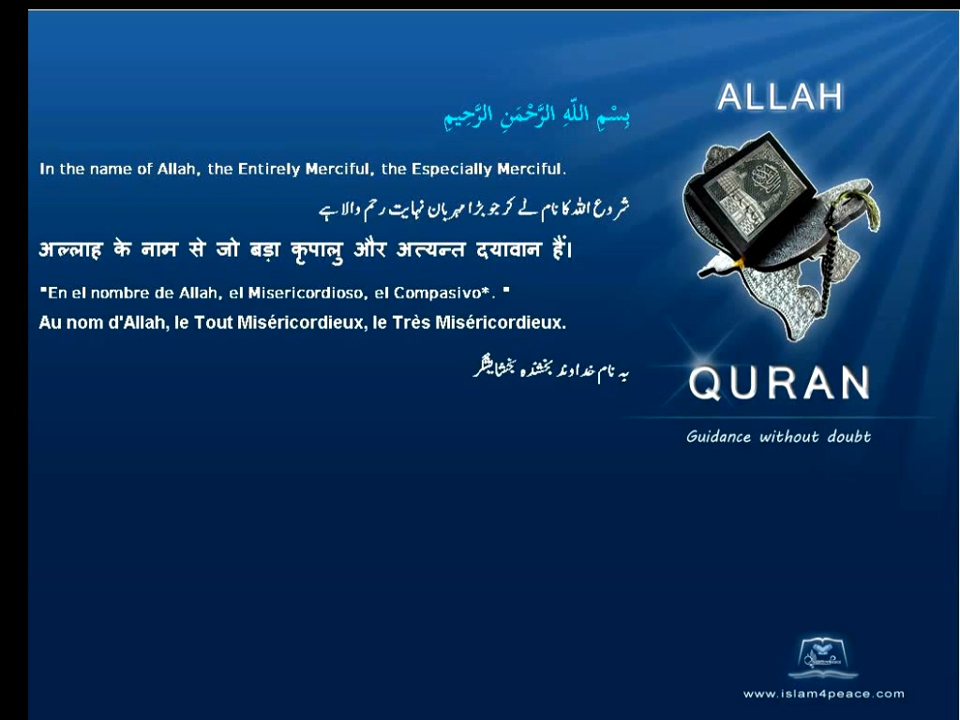 بِسْمِ اللّهِ الرَّحْمَنِ الرَّحِيمِ
In the name of Allah, the Entirely Merciful, the Especially Merciful.
شروع الله کا نام لے کر جو بڑا مہربان نہایت رحم والا ہے
अल्लाह के नाम से जो बड़ा कृपालु और अत्यन्त दयावान हैं।
"En el nombre de Allah, el Misericordioso, el Compasivo*. "
Au nom d'Allah, le Tout Miséricordieux, le Très Miséricordieux.
به نام خداوند بخشنده بخشایشگر
ALLAH
QURAN
Guidance without doubt
www.islam4peace.com